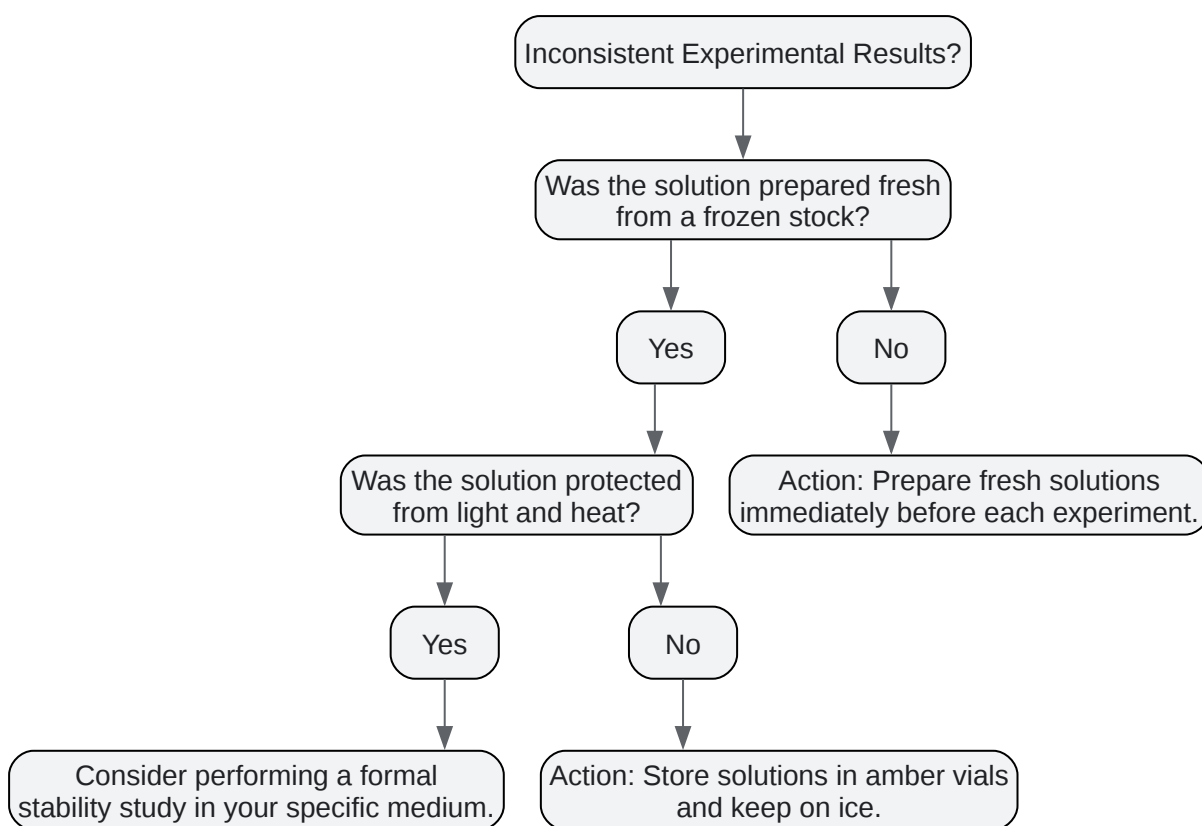 Inconsistent Experimental Results?
Was the solution prepared fresh
from a frozen stock?
Yes
No
Was the solution protected
from light and heat?
Action: Prepare fresh solutions
immediately before each experiment.
Yes
No
Consider performing a formal
stability study in your specific medium.
Action: Store solutions in amber vials
and keep on ice.